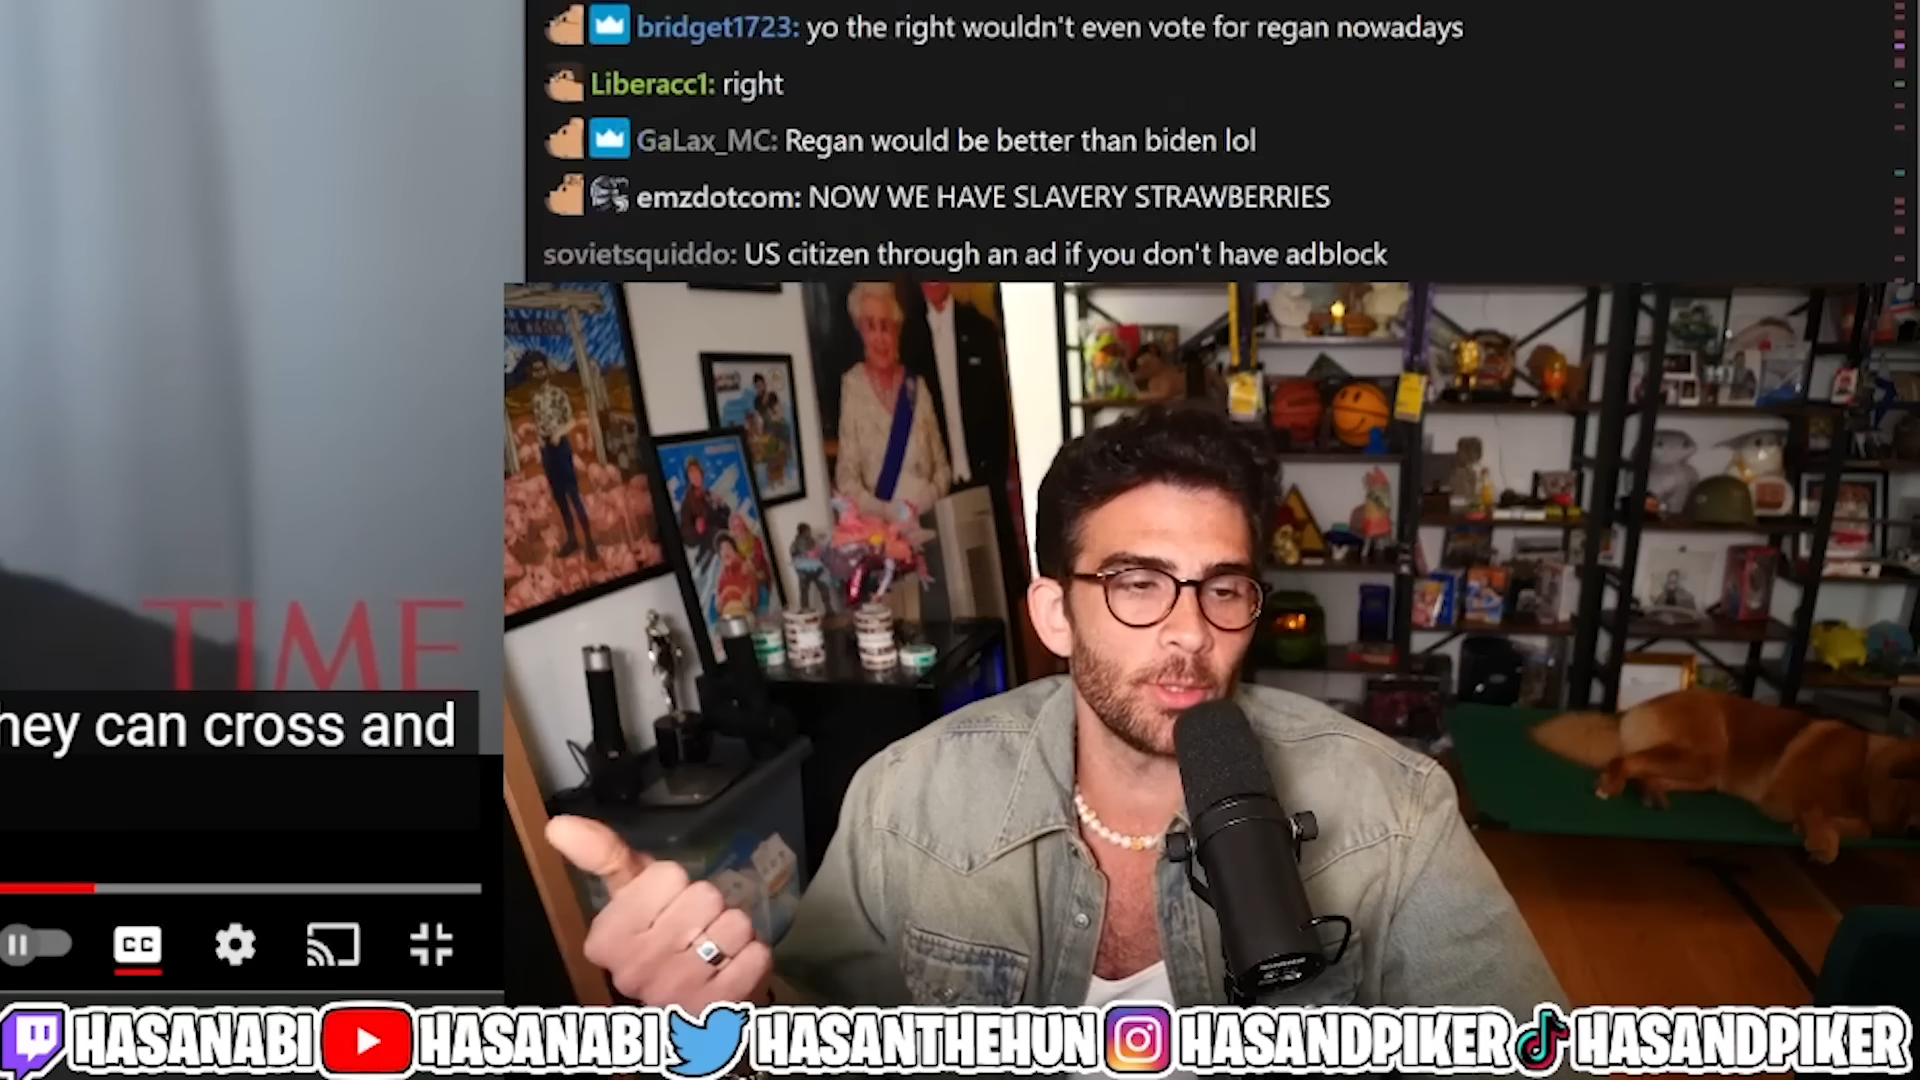 bridget1723: yo the right wouldn't even vote for regan nowadays
Liberacc1: right
GaLax_MC: Regan would be better than biden lol
emzdotcom: NOW WE HAVE SLAVERY STRAWBERRIES
sovietsquiddo: US citizen through an ad if you don't have adblock
TIME
hey can cross and
CC
HASANABI HASANABI HASANTHEHUN HASANDPIKER HASANDPIKER